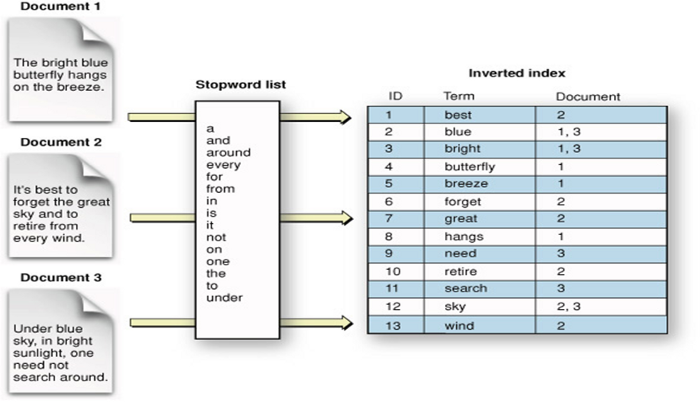 Document 1
The bright blue
butterfly hangs
on the breeze.
Document 2
It's best to
forget the great
sky and to
retire from
every wind.
Document 3
Under blue
sky, in bright
sunlight, one
need not
search around.
Stopword list
a
and
around
every
for
from
in
is
it
not
on
one
the
to
under
Inverted index
ID Term Document
1 best 2
2 blue 1, 3
3 bright 1, 3
4 butterfly 1
5 breeze 1
6 forget 2
7 great 2
8 hangs 1
9 need 3
10 retire 2
11 search 3
12 sky 2, 3
13 wind 2